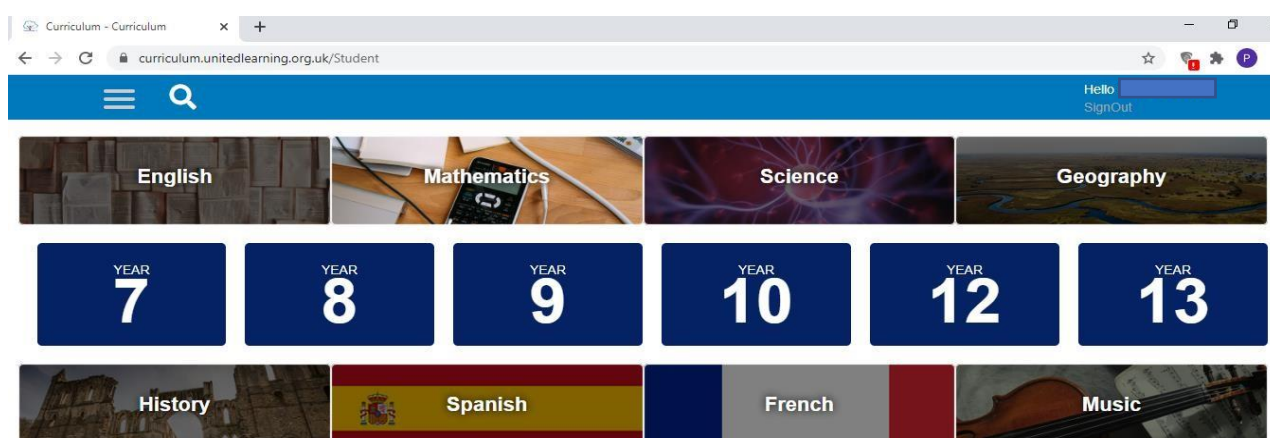 Curriculum - Curriculum
curriculum.unitedlearning.org.uk/Student
P
Hello
SignOut
English Mathematics Science Geography
YEAR YEAR YEAR YEAR YEAR YEAR
7 8 9 10 12 13
History Spanish French Music